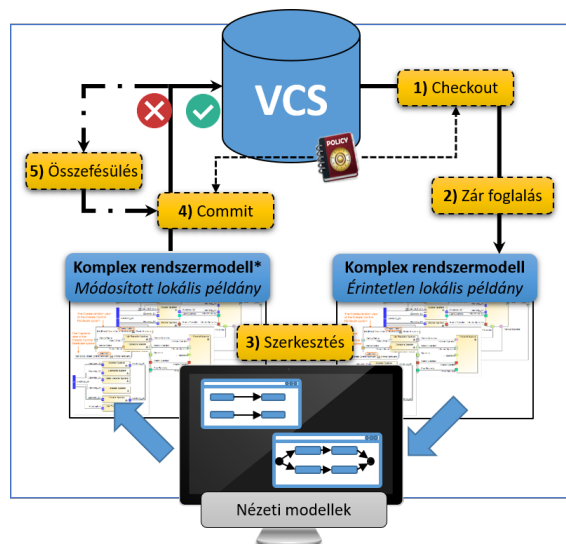 VCS
1) Checkout
POLICY
5) Összefésülés
4) Commit
2) Zár foglalás
Komplex rendszermodell*
Módosított lokális példány
Komplex rendszermodell
Érintetlen lokális példány
3) Szerkesztés
Nézeti modellek